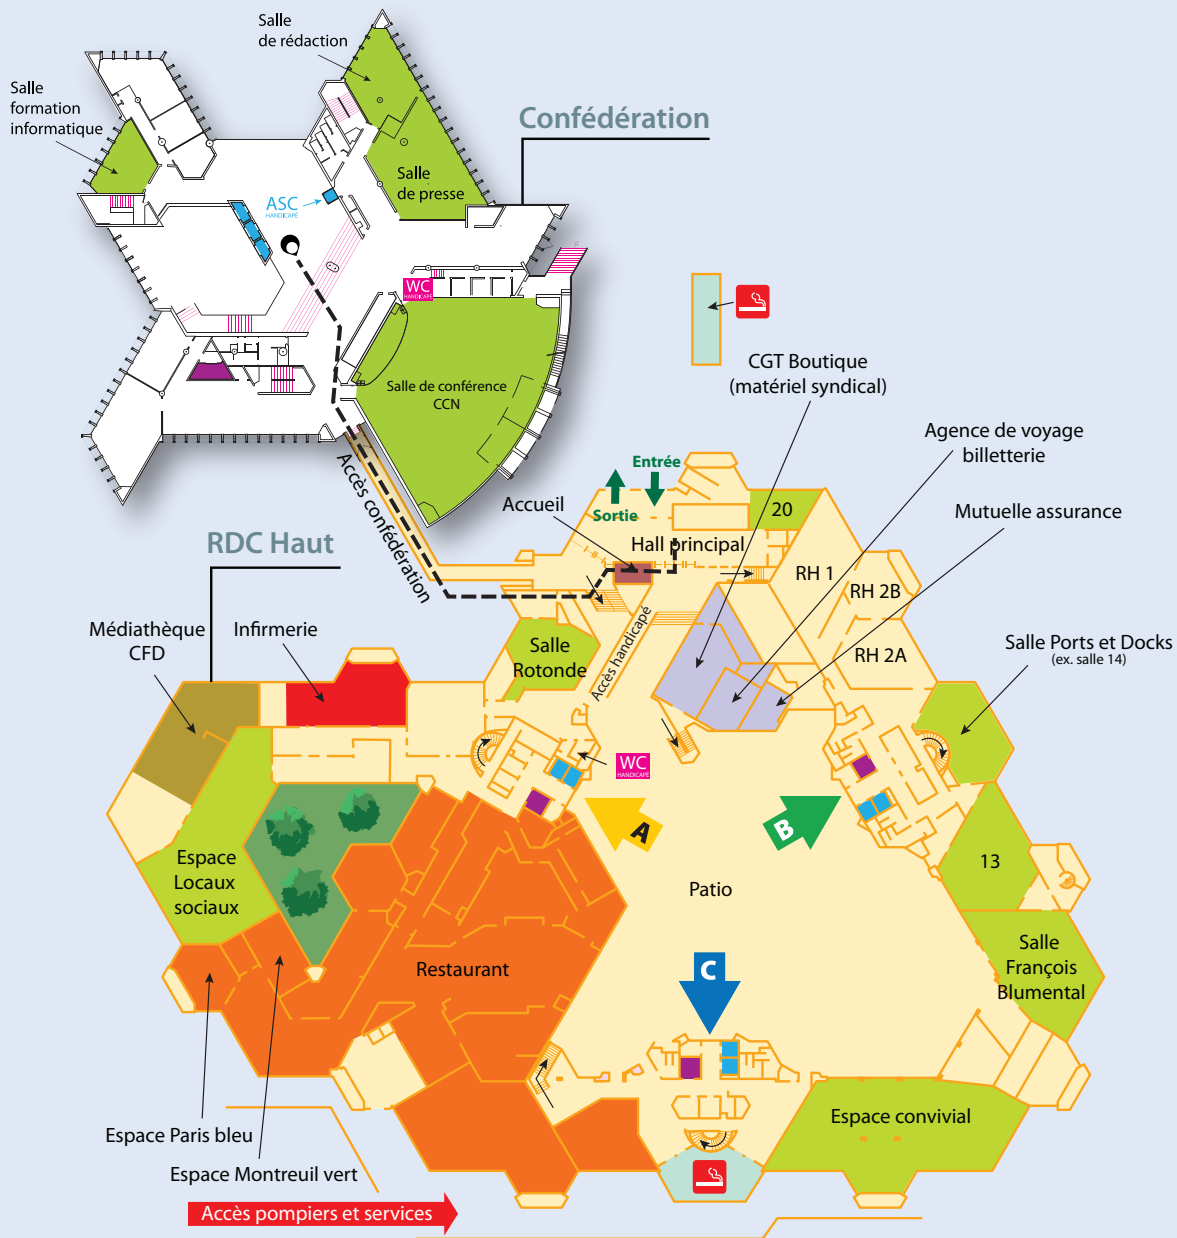 Salle
de rédaction
Salle
formation
informatique
Confédération
Salle
de presse
ASC
HANDICAPÉ
WC
HANDICAPÉ
Salle de conférence
CCN
CGT Boutique
(matériel syndical)
Agence de voyage
billetterie
Mutuelle assurance
Entrée
Sortie
Accueil
20
Hall principal
RH 1
RH 2B
RH 2A
Accès confédération
RDC Haut
Médiathèque
CFD
Infirmerie
Salle
Rotonde
Accès handicapé
Salle Ports et Docks
(ex. salle 14)
WC
HANDICAPÉ
A
B
13
Espace
Locaux
sociaux
Patio
Restaurant
C
Salle
François
Blumental
Espace Paris bleu
Espace Montreuil vert
Espace convivial
Accès pompiers et services